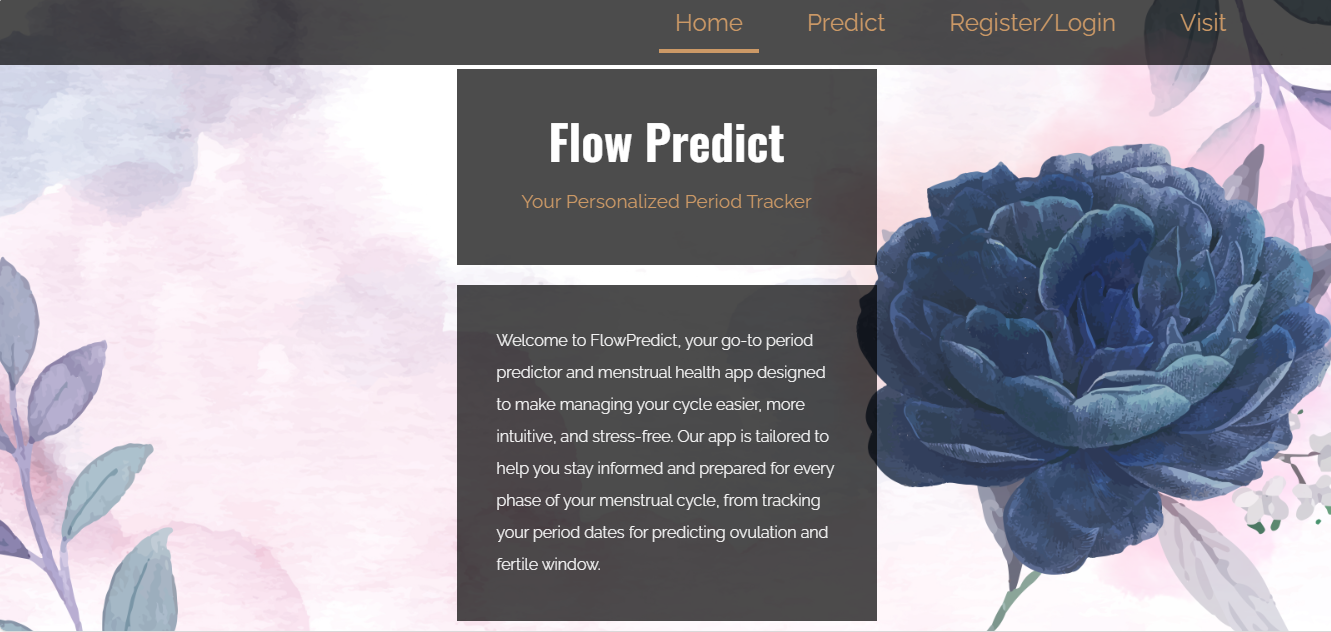 Home Predict Register/Login Visit
Flow Predict
Your Personalized Period Tracker
Welcome to FlowPredict, your go-to period
predictor and menstrual health app designed
to make managing your cycle easier, more
intuitive, and stress-free. Our app is tailored to
help you stay informed and prepared for every
phase of your menstrual cycle, from tracking
your period dates for predicting ovulation and
fertile window.